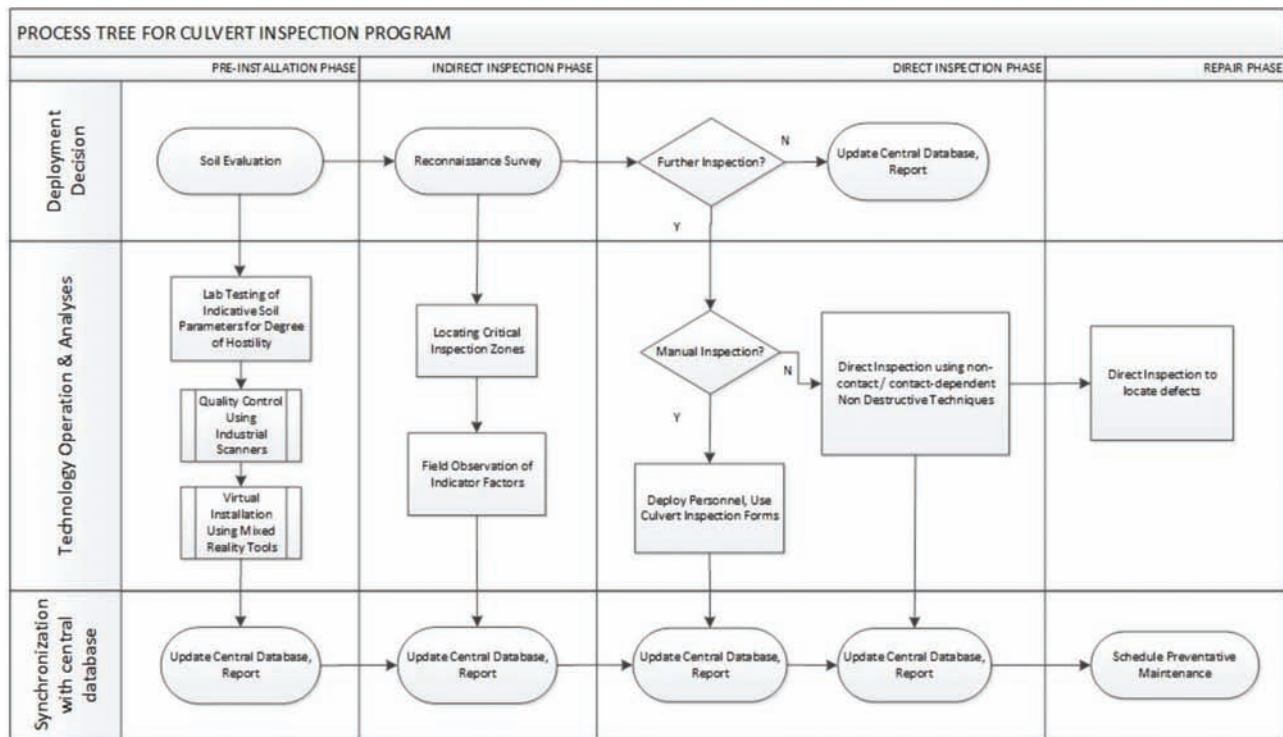 PROCESS TREE FOR CULVERT INSPECTION PROGRAM
PRE-INSTALLATION PHASE
INDIRECT INSPECTION PHASE
DIRECT INSPECTION PHASE
REPAIR PHASE
Deployment
Decision
Soil Evaluation
Reconnaissance Survey
Further Inspection?
N
Update Central Database,
Report
Y
Technology Operation & Analyses
Lab Testing of
Indicative Soil
Parameters for Degree
of Hostility
Quality Control
Using
Industrial
Scanners
Virtual
Installation
Using Mixed
Reality Tools
Locating Critical
Inspection Zones
Field Observation of
Indicator Factors
Manual Inspection?
N
Y
Deploy Personnel, Use
Culvert Inspection Forms
Direct Inspection using non-
contact / contact-dependent
Non Destructive Techniques
Direct Inspection to
locate defects
Synchronization
with central
database
Update Central Database,
Report
Update Central Database,
Report
Update Central Database,
Report
Update Central Database,
Report
Schedule Preventative
Maintenance